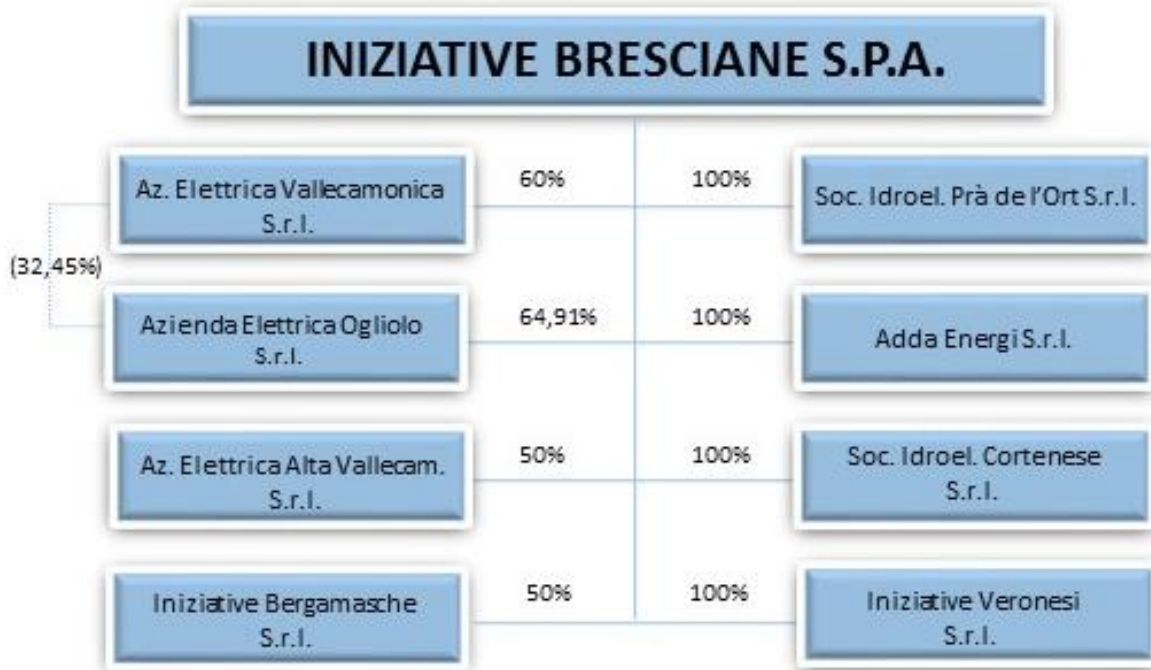 INIZIATIVE BRESCIANE S.P.A.
Az. Elettrica Vallecamonica
S.r.l.
60%
100%
Soc. Idroel. Prà de l'Ort S.r.l.
(32,45%)
Azienda Elettrica Ogliolo
S.r.l.
64,91%
100%
Adda Energi S.r.l.
Az. Elettrica Alta Vallecam.
S.r.l.
50%
100%
Soc. Idroel. Cortenese
S.r.l.
Iniziative Bergamasche
S.r.l.
50%
100%
Iniziative Veronesi
S.r.l.